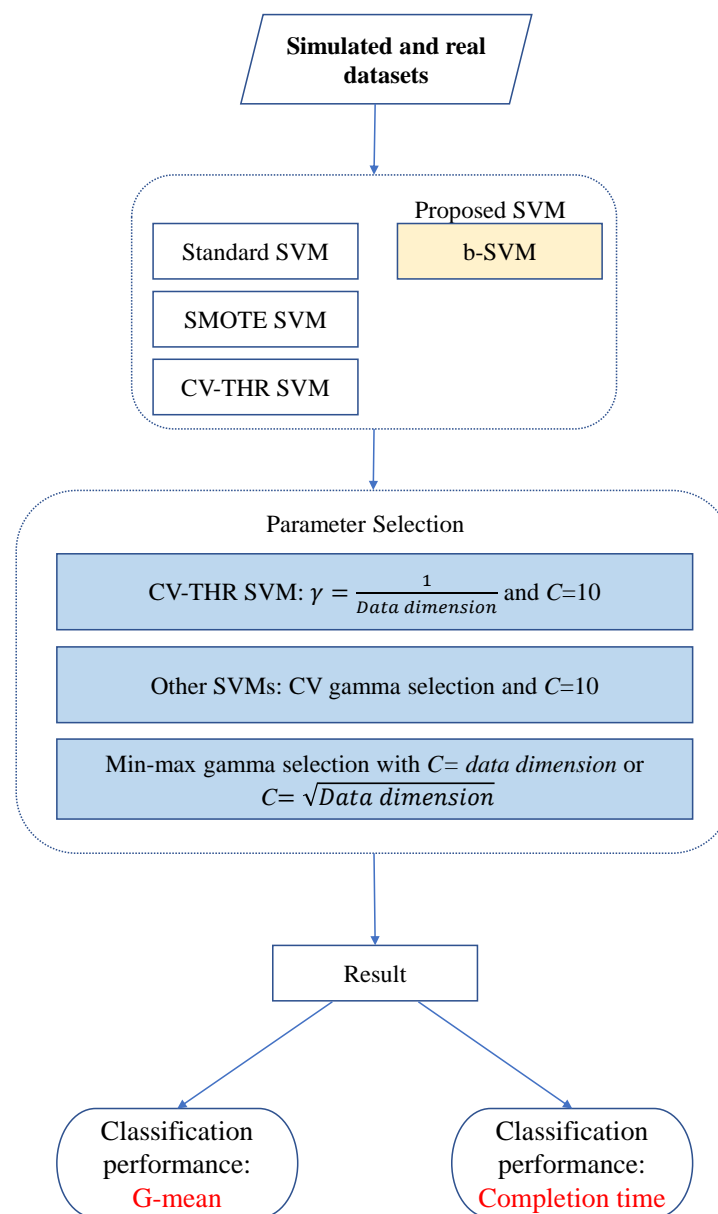 Simulated and real
datasets
Proposed SVM
Standard SVM
b-SVM
SMOTE SVM
CV-THR SVM
Parameter Selection
CV-THR SVM: γ = 1/Data dimension and C=10
Other SVMs: CV gamma selection and C=10
Min-max gamma selection with C= data dimension or
C= √Data dimension
Result
Classification
performance:
G-mean
Classification
performance:
Completion time